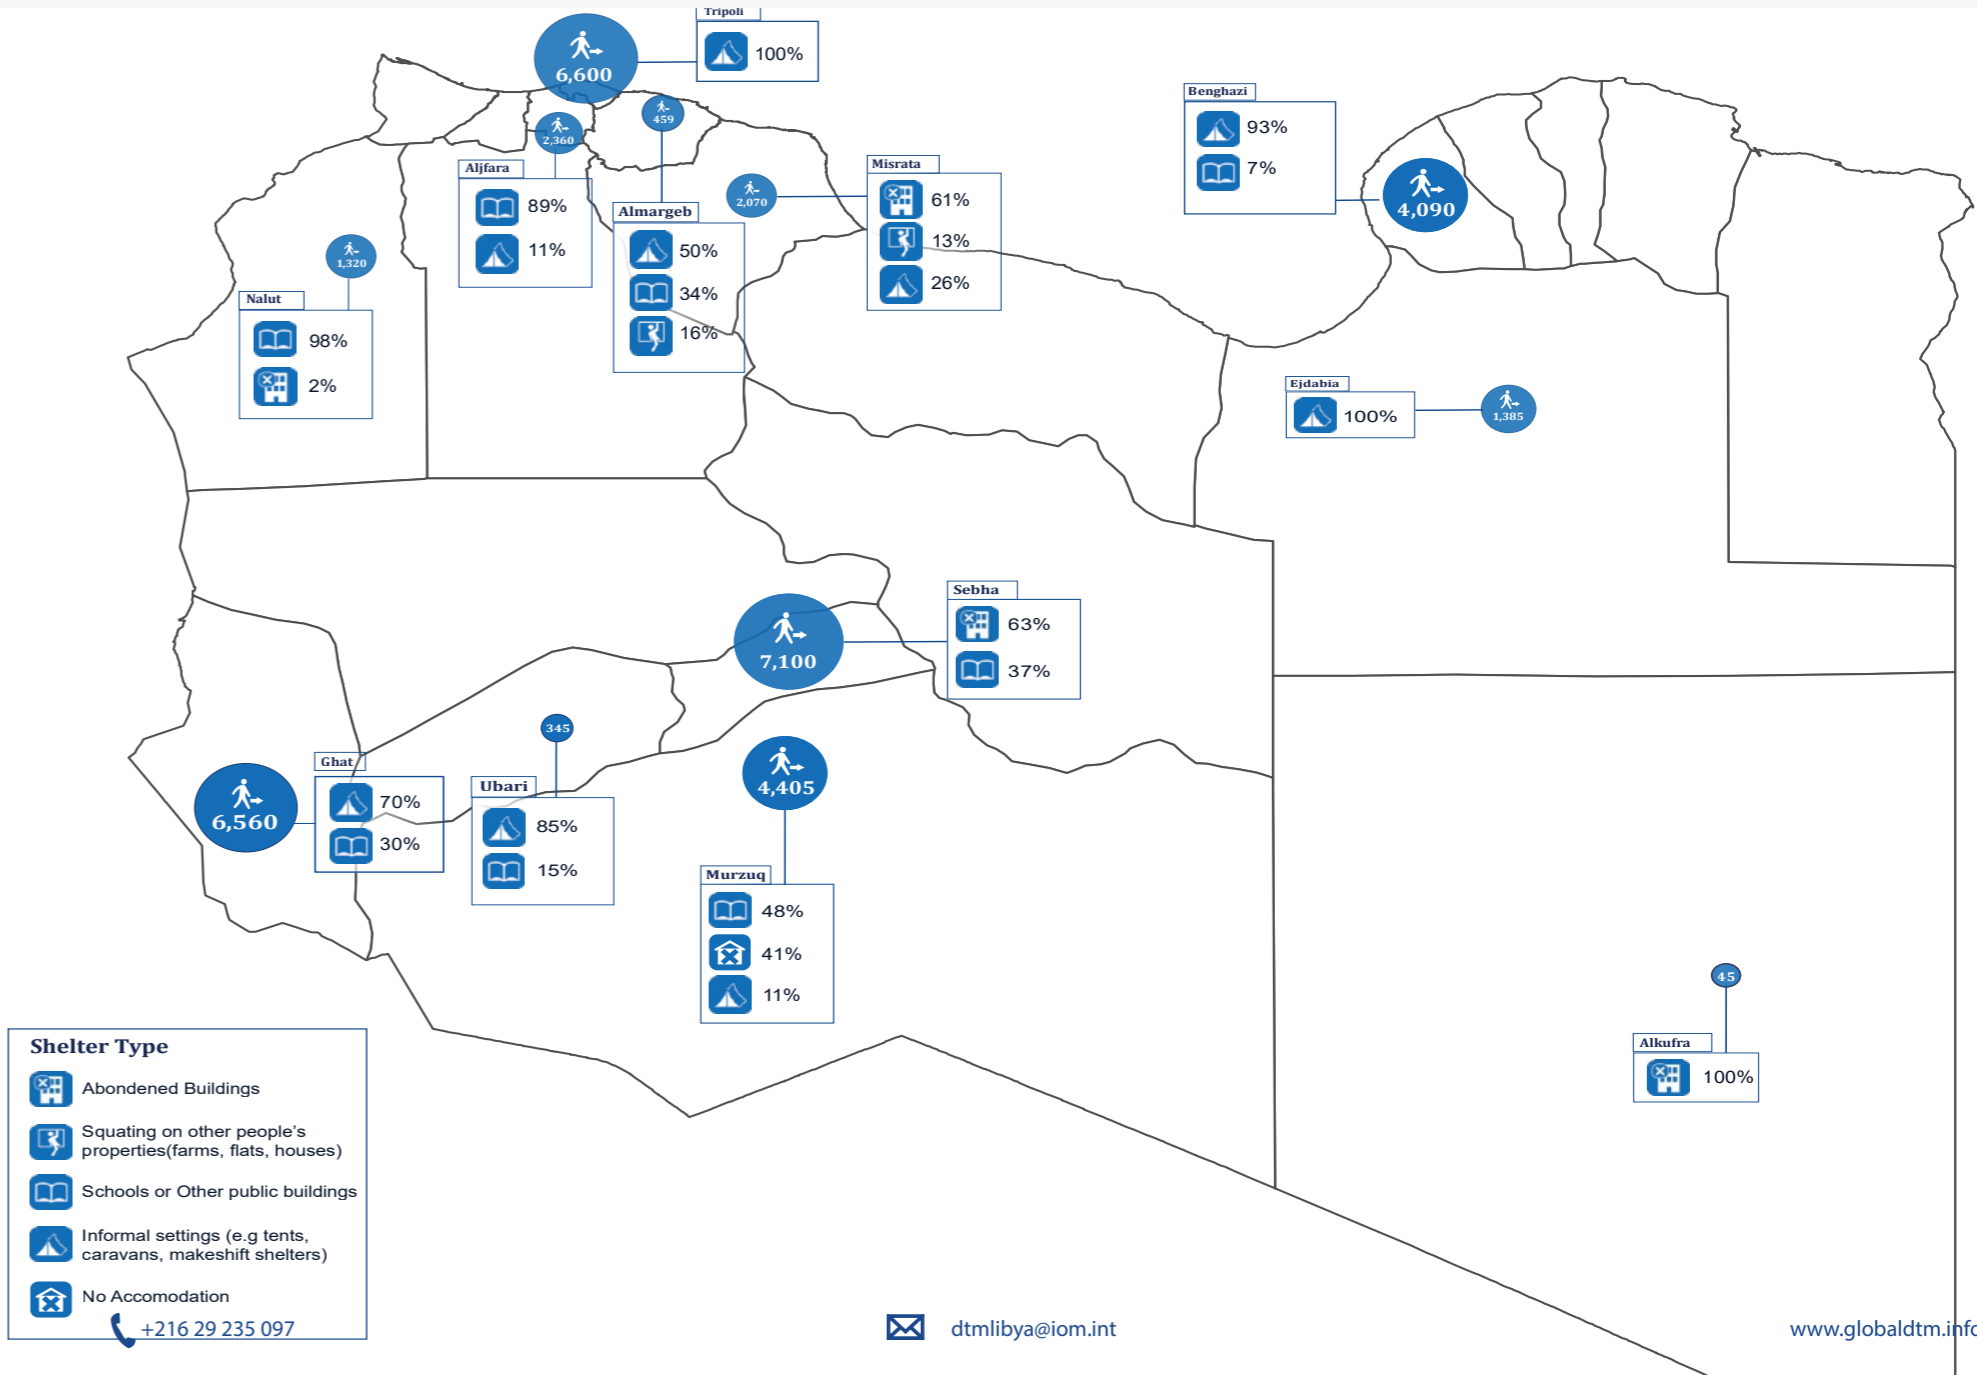 Tripoli
6,600
100%
459
2,360
Aljfara
89%
11%
Almargeb
50%
34%
16%
2,070
Misrata
61%
13%
26%
Benghazi
93%
7%
4,090
1,320
Nalut
98%
2%
Ejdabia
100%
1,385
7,100
Sebha
63%
37%
6,560
Ghat
70%
30%
345
Ubari
85%
15%
4,405
Murzuq
48%
41%
11%
45
Alkufra
100%
Shelter Type
Abondened Buildings
Squating on other people's
properties(farms, flats, houses)
Schools or Other public buildings
Informal settings (e.g tents,
caravans, makeshift shelters)
No Accomodation
+216 29 235 097
dtmlibya@iom.int
www.globaldtm.info